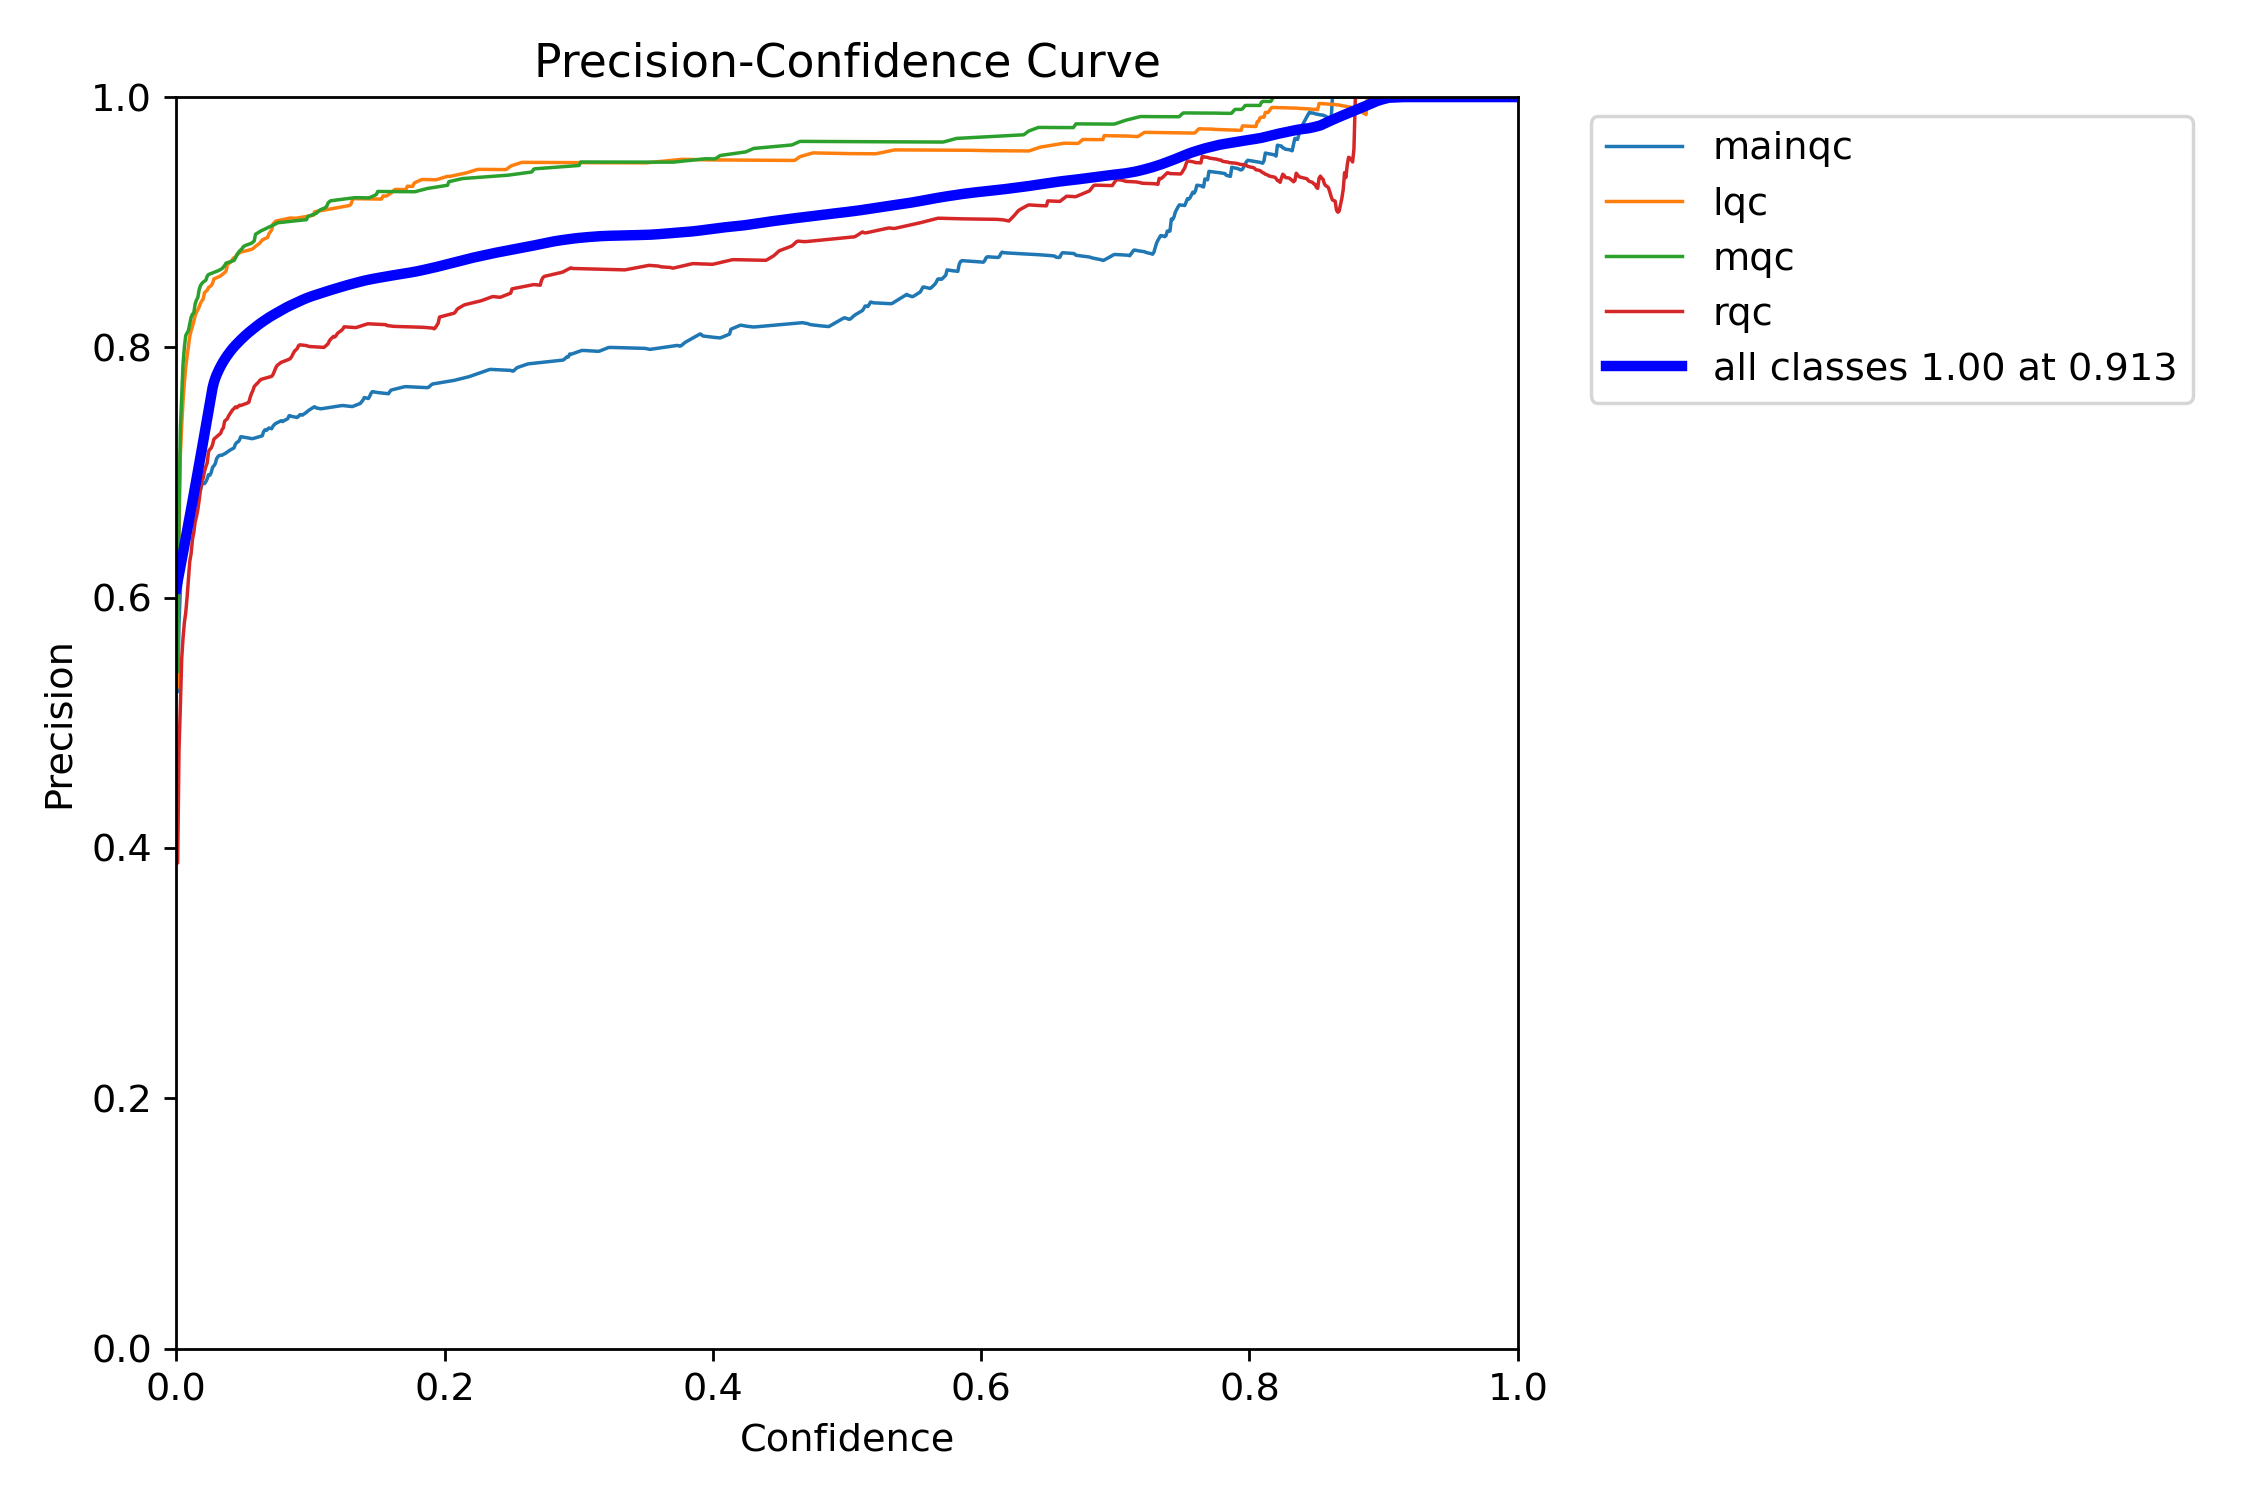 Precision-Confidence Curve
1.0
0.8
0.6
0.4
0.2
0.0
Precision
0.0 0.2 0.4 0.6 0.8 1.0
Confidence
mainqc
lqc
mqc
rqc
all classes 1.00 at 0.913